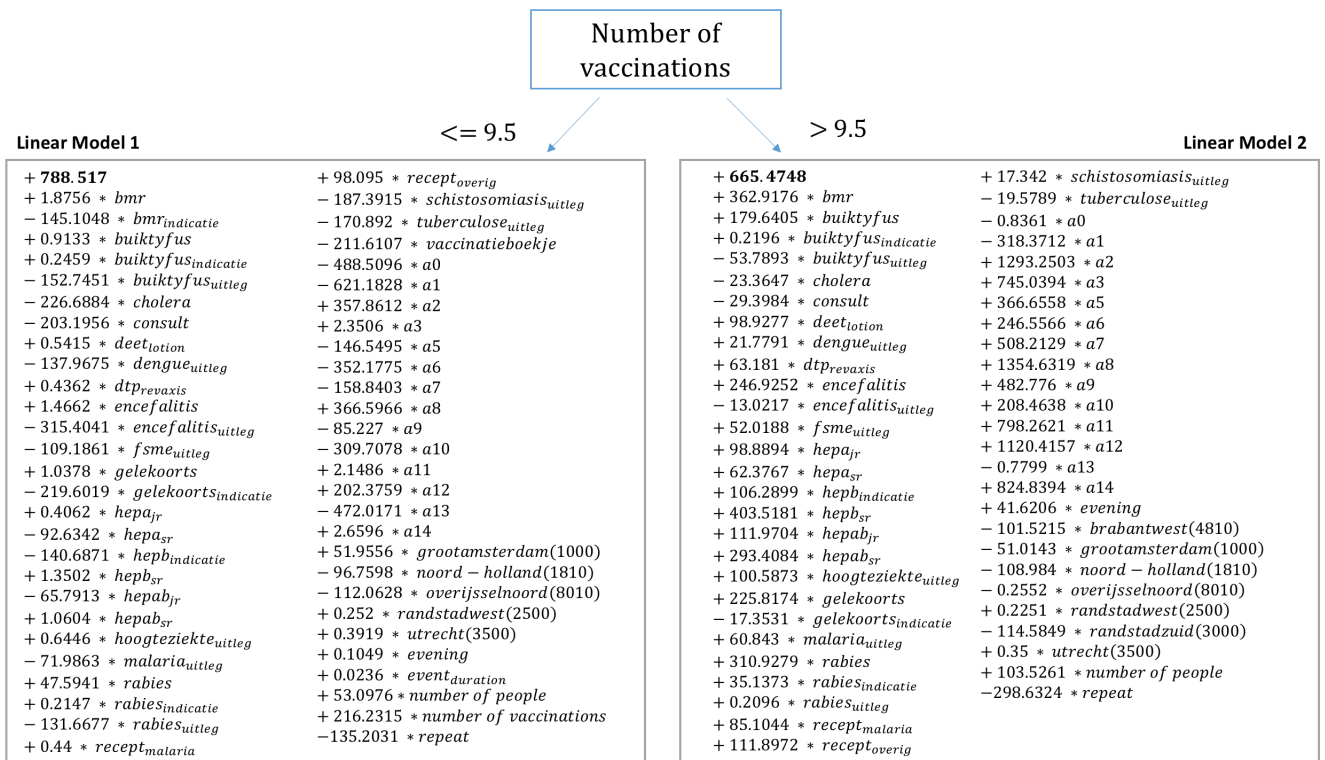 Number of
vaccinations
<= 9.5
> 9.5
Linear Model 1
Linear Model 2
+ 788.517
+ 1.8756 * bmr
− 145.1048 * bmr_indicatie
+ 0.9133 * buiktyfus
+ 0.2459 * buiktyfus_indicatie
− 152.7451 * buiktyfus_uitleg
− 226.6884 * cholera
− 203.1956 * consult
+ 0.5415 * deet_lotion
− 137.9675 * dengue_uitleg
+ 0.4362 * dtp_revaxis
+ 1.4662 * encefalitis
− 315.4041 * encefalitis_uitleg
− 109.1861 * fsme_uitleg
+ 1.0378 * gelekoorts
− 219.6019 * gelekoorts_indicatie
+ 0.4062 * hepa_jr
− 92.6342 * hepa_sr
− 140.6871 * hepb_indicatie
+ 1.3502 * hepb_sr
− 65.7913 * hepab_jr
+ 1.0604 * hepab_sr
+ 0.6446 * hoogteziekte_uitleg
− 71.9863 * malaria_uitleg
+ 47.5941 * rabies
+ 0.2147 * rabies_indicatie
− 131.6677 * rabies_uitleg
+ 0.44 * recept_malaria
+ 98.095 * recept_overig
− 187.3915 * schistosomiasis_uitleg
− 170.892 * tuberculose_uitleg
− 211.6107 * vaccinatieboekje
− 488.5096 * a0
− 621.1828 * a1
+ 357.8612 * a2
+ 2.3506 * a3
− 146.5495 * a5
− 352.1775 * a6
− 158.8403 * a7
+ 366.5966 * a8
− 85.227 * a9
− 309.7078 * a10
+ 2.1486 * a11
+ 202.3759 * a12
− 472.0171 * a13
+ 2.6596 * a14
+ 51.9556 * grootamsterdam(1000)
− 96.7598 * noord − holland(1810)
− 112.0628 * overijsselnoord(8010)
+ 0.252 * randstadwest(2500)
+ 0.3919 * utrecht(3500)
+ 0.1049 * evening
+ 0.0236 * event_duration
+ 53.0976 * number of people
+ 216.2315 * number of vaccinations
−135.2031 * repeat
+ 665.4748
+ 362.9176 * bmr
+ 179.6405 * buiktyfus
+ 0.2196 * buiktyfus_indicatie
− 53.7893 * buiktyfus_uitleg
− 23.3647 * cholera
− 29.3984 * consult
+ 98.9277 * deet_lotion
+ 21.7791 * dengue_uitleg
+ 63.181 * dtp_revaxis
+ 246.9252 * encefalitis
− 13.0217 * encefalitis_uitleg
+ 52.0188 * fsme_uitleg
+ 98.8894 * hepa_jr
+ 62.3767 * hepa_sr
+ 106.2899 * hepb_indicatie
+ 403.5181 * hepb_sr
+ 111.9704 * hepab_jr
+ 293.4084 * hepab_sr
+ 100.5873 * hoogteziekte_uitleg
+ 225.8174 * gelekoorts
− 17.3531 * gelekoorts_indicatie
+ 60.843 * malaria_uitleg
+ 310.9279 * rabies
+ 35.1373 * rabies_indicatie
+ 0.2096 * rabies_uitleg
+ 85.1044 * recept_malaria
+ 111.8972 * recept_overig
+ 17.342 * schistosomiasis_uitleg
− 19.5789 * tuberculose_uitleg
− 0.8361 * a0
− 318.3712 * a1
+ 1293.2503 * a2
+ 745.0394 * a3
+ 366.6558 * a5
+ 246.5566 * a6
+ 508.2129 * a7
+ 1354.6319 * a8
+ 482.776 * a9
+ 208.4638 * a10
+ 798.2621 * a11
+ 1120.4157 * a12
− 0.7799 * a13
+ 824.8394 * a14
+ 41.6206 * evening
− 101.5215 * brabantwest(4810)
− 51.0143 * grootamsterdam(1000)
− 108.984 * noord − holland(1810)
− 0.2552 * overijsselnoord(8010)
+ 0.2251 * randstadwest(2500)
− 114.5849 * randstadzuid(3000)
+ 0.35 * utrecht(3500)
+ 103.5261 * number of people
−298.6324 * repeat